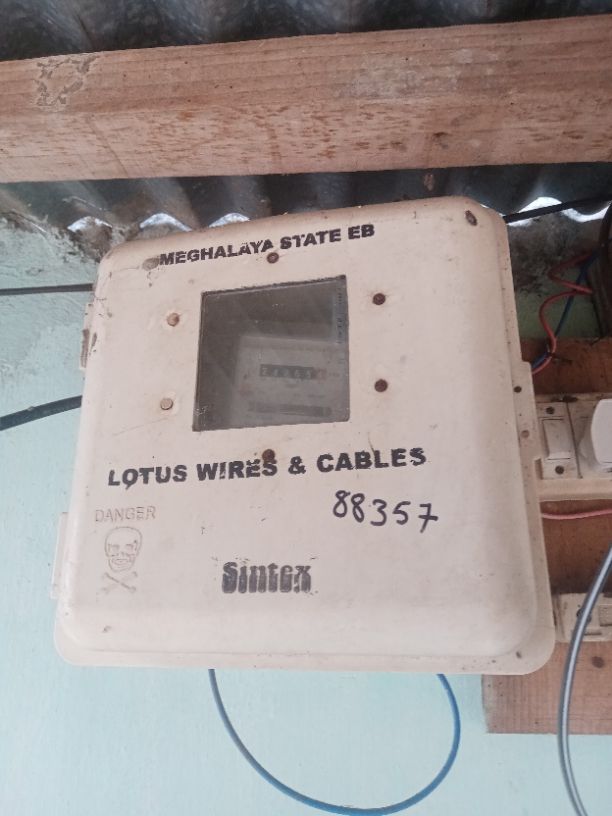 MEGHALAYA STATE EB
LOTUS WIRES & CABLES
DANGER
88357
Sintex